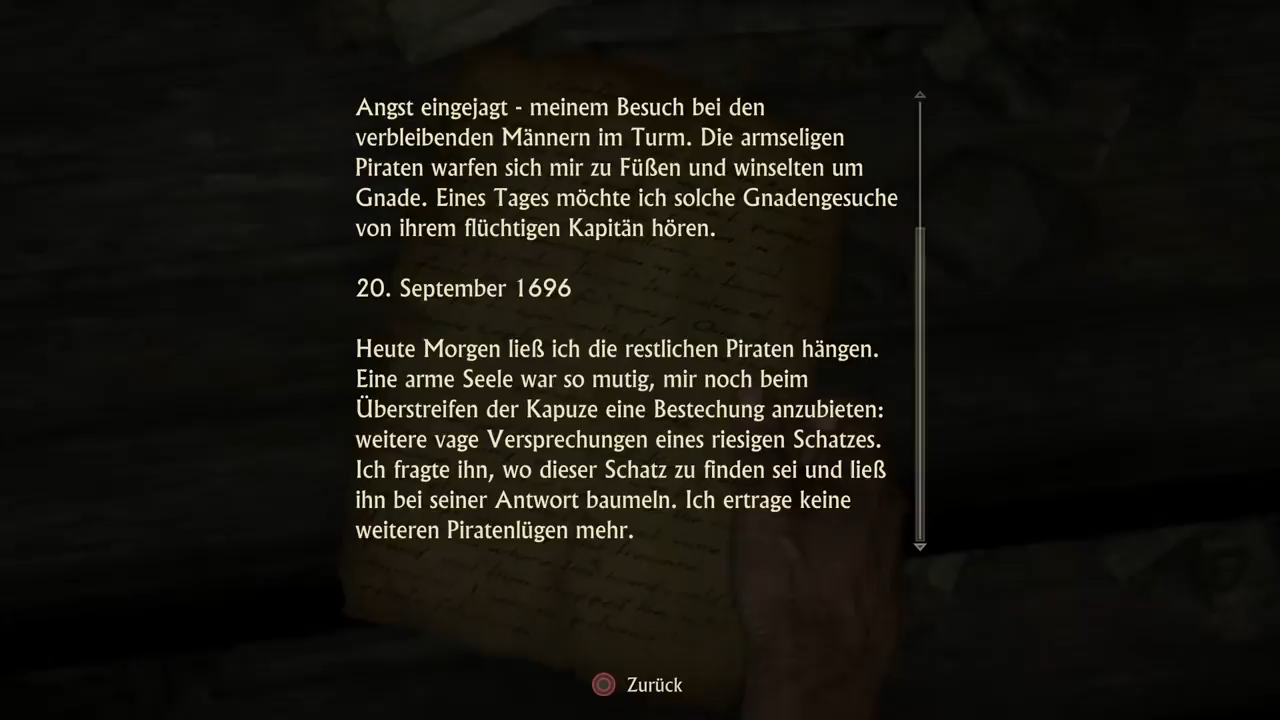 Angst eingejagt - meinem Besuch bei den
verbleibenden Männern im Turm. Die armseligen
Piraten warfen sich mir zu Füßen und winselten um
Gnade. Eines Tages möchte ich solche Gnadengesuche
von ihrem flüchtigen Kapitän hören.
20. September 1696
Heute Morgen ließ ich die restlichen Piraten hängen.
Eine arme Seele war so mutig, mir noch beim
Überstreifen der Kapuze eine Bestechung anzubieten:
weitere vage Versprechungen eines riesigen Schatzes.
Ich fragte ihn, wo dieser Schatz zu finden sei und ließ
ihn bei seiner Antwort baumeln. Ich ertrage keine
weiteren Piratenlügen mehr.
Zurück